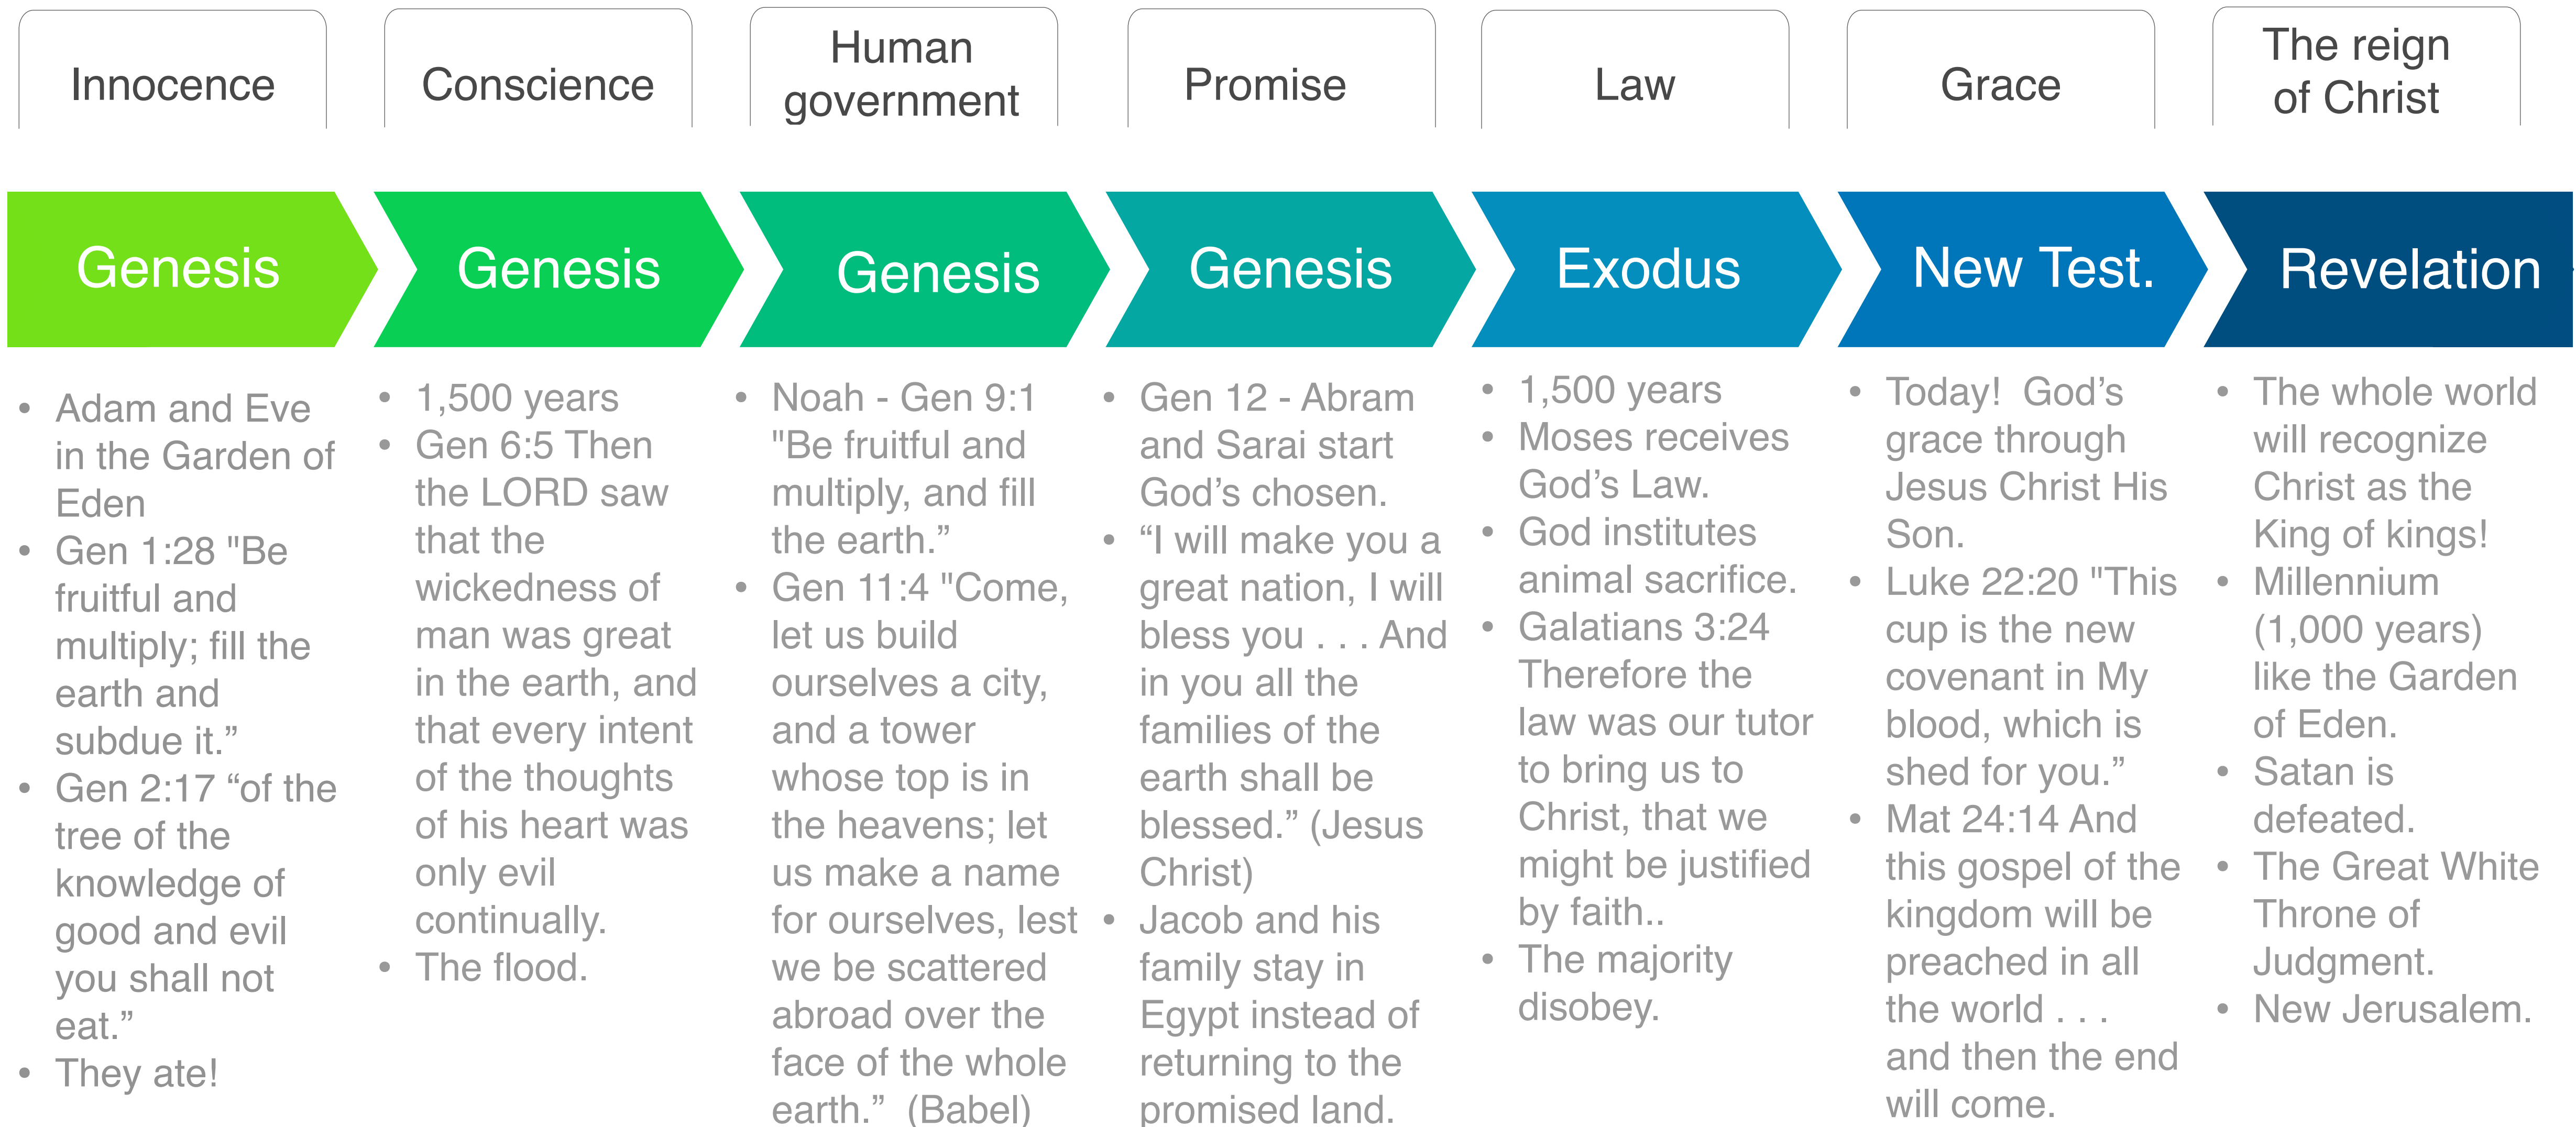 Innocence
Conscience
Human
government
Promise
Law
Grace
The reign
of Christ
Genesis
Genesis
Genesis
Genesis
Exodus
New Test.
Revelation
• Adam and Eve
in the Garden of
Eden
• Gen 1:28 "Be
fruitful and
multiply; fill the
earth and
subdue it.”
• Gen 2:17 “of the
tree of the
knowledge of
good and evil
you shall not
eat.”
• They ate!
• 1,500 years
• Gen 6:5 Then
the LORD saw
that the
wickedness of
man was great
in the earth, and
that every intent
of the thoughts
of his heart was
only evil
continually.
• The flood.
• Noah - Gen 9:1
"Be fruitful and
multiply, and fill
the earth.”
• Gen 11:4 "Come,
let us build
ourselves a city,
and a tower
whose top is in
the heavens; let
us make a name
for ourselves, lest
we be scattered
abroad over the
face of the whole
earth.”  (Babel)
• Gen 12 - Abram
and Sarai start
God’s chosen.
• “I will make you a
great nation, I will
bless you . . . And
in you all the
families of the
earth shall be
blessed.” (Jesus
Christ)
• Jacob and his
family stay in
Egypt instead of
returning to the
promised land.
• 1,500 years
• Moses receives
God’s Law.
• God institutes
animal sacrifice.
• Galatians 3:24
Therefore the
law was our tutor
to bring us to
Christ, that we
might be justified
by faith..
• The majority
disobey.
• Today!  God’s
grace through
Jesus Christ His
Son.
• Luke 22:20 "This
cup is the new
covenant in My
blood, which is
shed for you.”
• Mat 24:14 And
this gospel of the
kingdom will be
preached in all
the world . . .
and then the end
will come.
• The whole world
will recognize
Christ as the
King of kings!
• Millennium
(1,000 years)
like the Garden
of Eden.
• Satan is
defeated.
• The Great White
Throne of
Judgment.
• New Jerusalem.